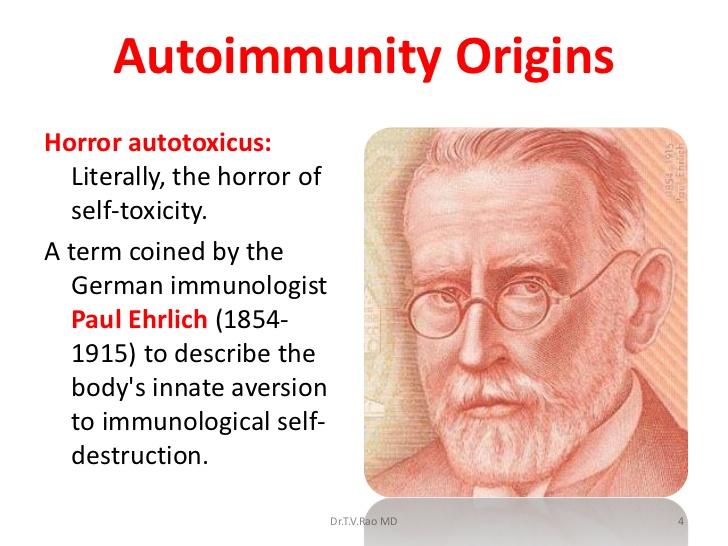 Autoimmunity Origins
Horror autotoxicus:
Literally, the horror of
self-toxicity.
A term coined by the
German immunologist
Paul Ehrlich (1854-
1915) to describe the
body's innate aversion
to immunological self-
destruction.
1854 - 1915
Paul Ehrlich
Dr.T.V.Rao MD
4